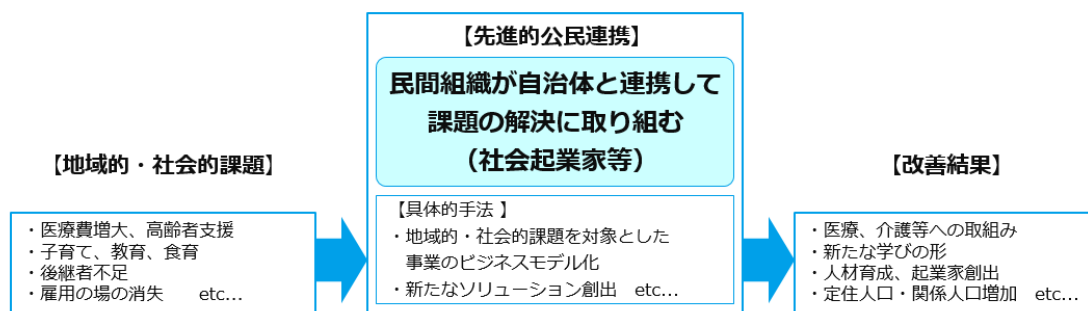 【地域的・社会的課題】
・医療費増大、高齢者支援
・子育て、教育、食育
・後継者不足
・雇用の場の消失　etc…
【先進的公民連携】
民間組織が自治体と連携して
課題の解決に取り組む
（社会起業家等）
【具体的手法 】
・地域的・社会的課題を対象とした
事業のビジネスモデル化
・新たなソリューション創出　etc…
【改善結果】
・医療、介護等への取組み
・新たな学びの形
・人材育成、起業家創出
・定住人口・関係人口増加　etc…